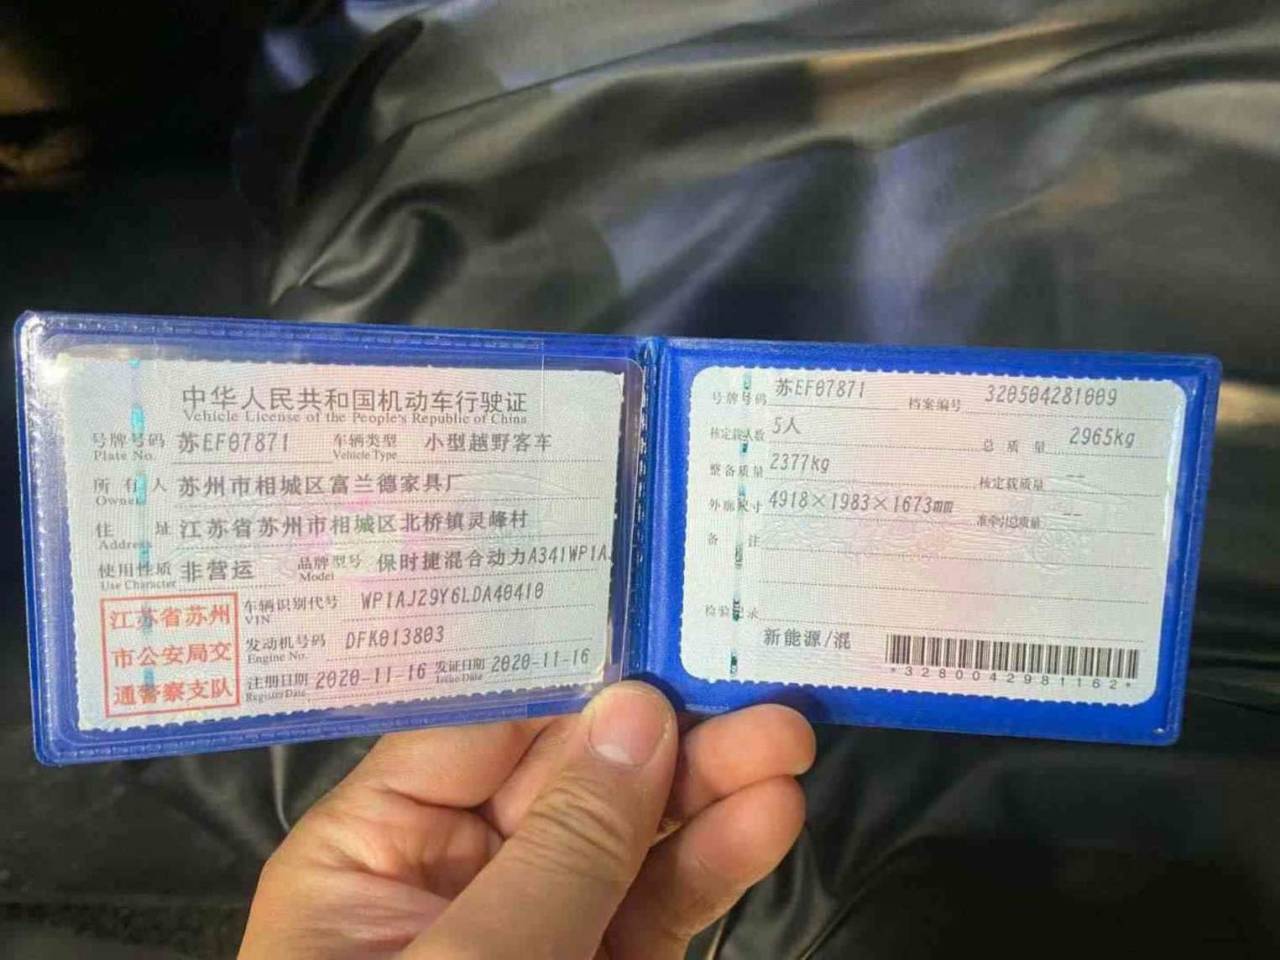 中华人民共和国机动车行驶证
Vehicle License of the People's Republic of China
号牌号码 苏EF07871 车辆类型 小型越野客车
Plate No. Vehicle Type
所有人 苏州市相城区富兰德家具厂
Owner
住址 江苏省苏州市相城区北桥镇灵峰村
Address
使用性质 非营运 品牌型号 保时捷混合动力A341WP1A
Use Character Model
江苏省苏州
市公安局交
通警察支队
车辆识别代号 WP1AJ29Y6LDA40410
VIN
发动机号码 DFK013803
Engine No.
注册日期 2020-11-16 发证日期 2020-11-16
Register Date Issue Date
号牌号码 苏EF07871 档案编号 320504281009
核定载人数 5人 总质量 2965kg
整备质量 2377kg 核定载质量 --
外廓尺寸 4918×1983×1673mm 准牵引总质量 --
备注
检验记录
新能源/混
*3280042981162*